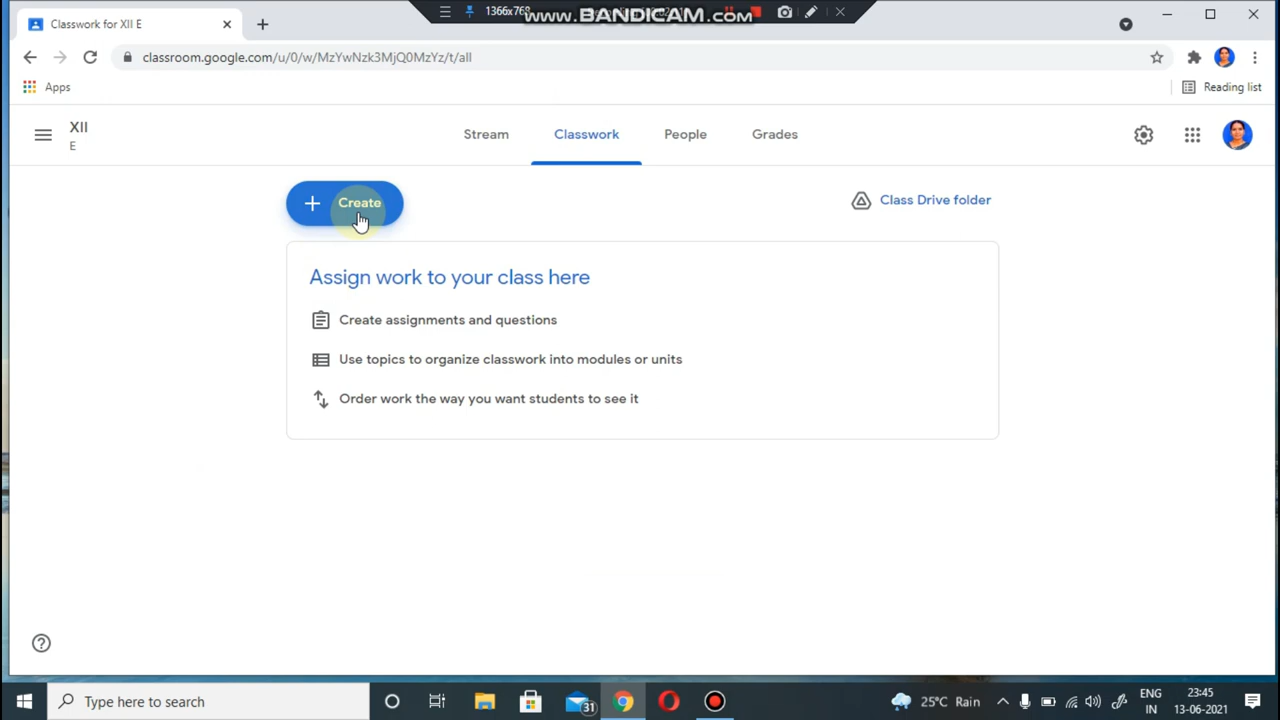 1366x768
www.BANDICAM.com
Classwork for XII E
classroom.google.com/u/0/w/MzYwNzk3MjQ0MzYz/t/all
Apps
Reading list
XII
E
Stream
Classwork
People
Grades
Create
Class Drive folder
Assign work to your class here
Create assignments and questions
Use topics to organize classwork into modules or units
Order work the way you want students to see it
Type here to search
31
25°C Rain
ENG
IN
23:45
13-06-2021